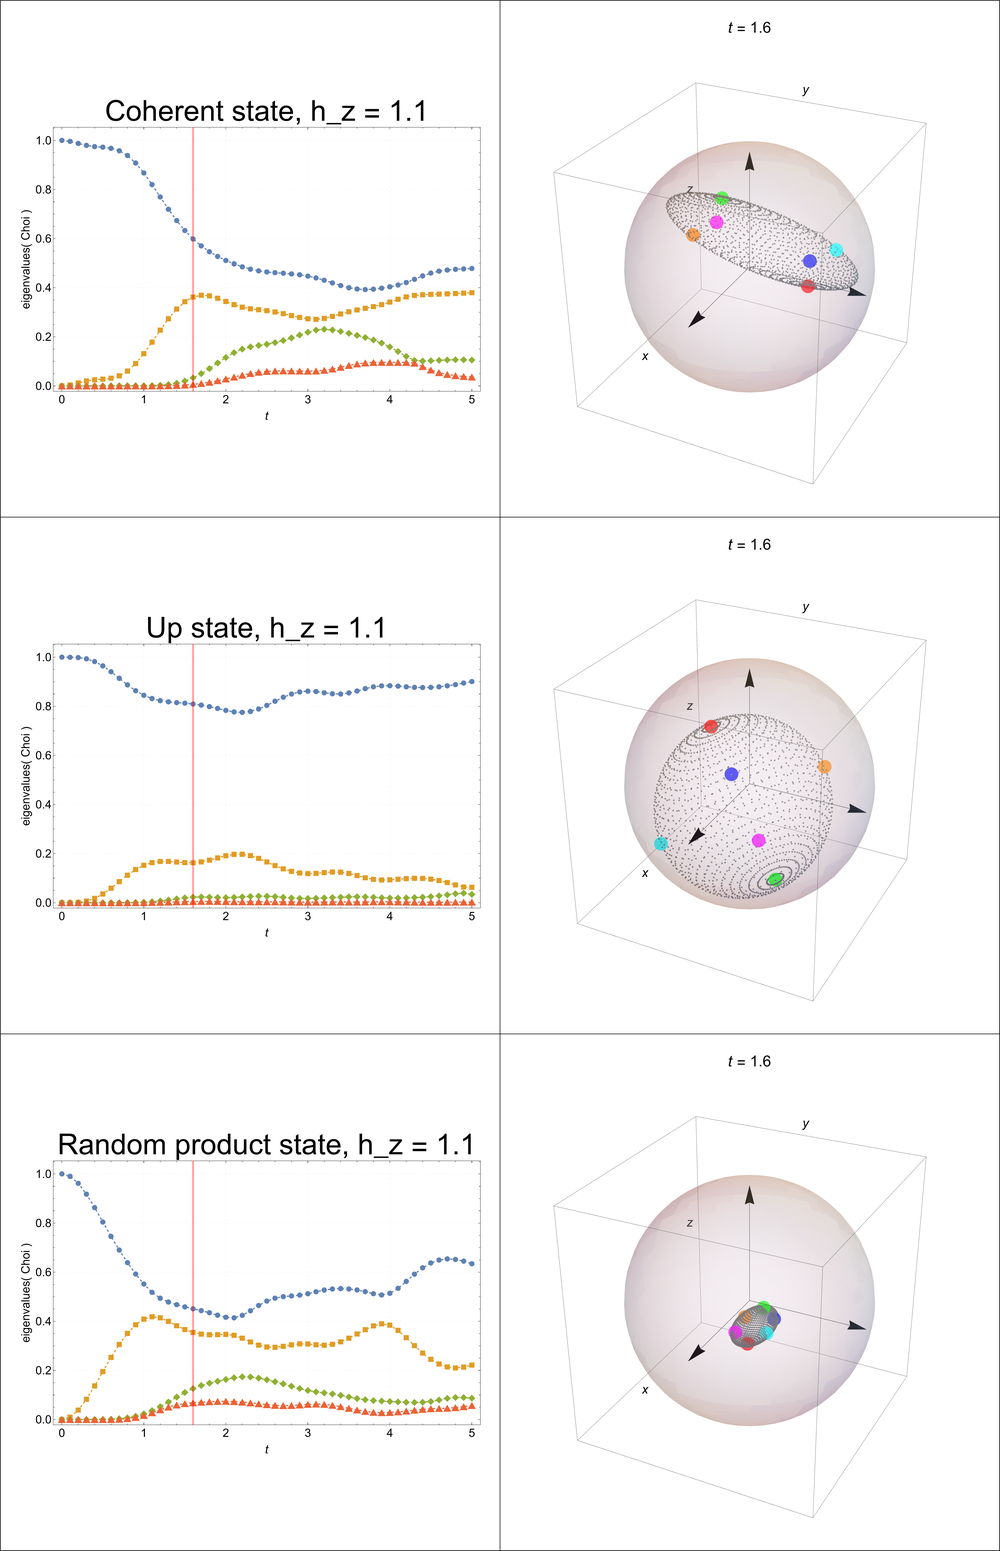 Coherent state, h_z = 1.1
eigenvalues( Choi )
1.0
0.8
0.6
0.4
0.2
0.0
0 1 2 3 4 5
t
t = 1.6
y
z
x
Up state, h_z = 1.1
eigenvalues( Choi )
1.0
0.8
0.6
0.4
0.2
0.0
0 1 2 3 4 5
t
t = 1.6
y
z
x
Random product state, h_z = 1.1
eigenvalues( Choi )
1.0
0.8
0.6
0.4
0.2
0.0
0 1 2 3 4 5
t
t = 1.6
y
z
x